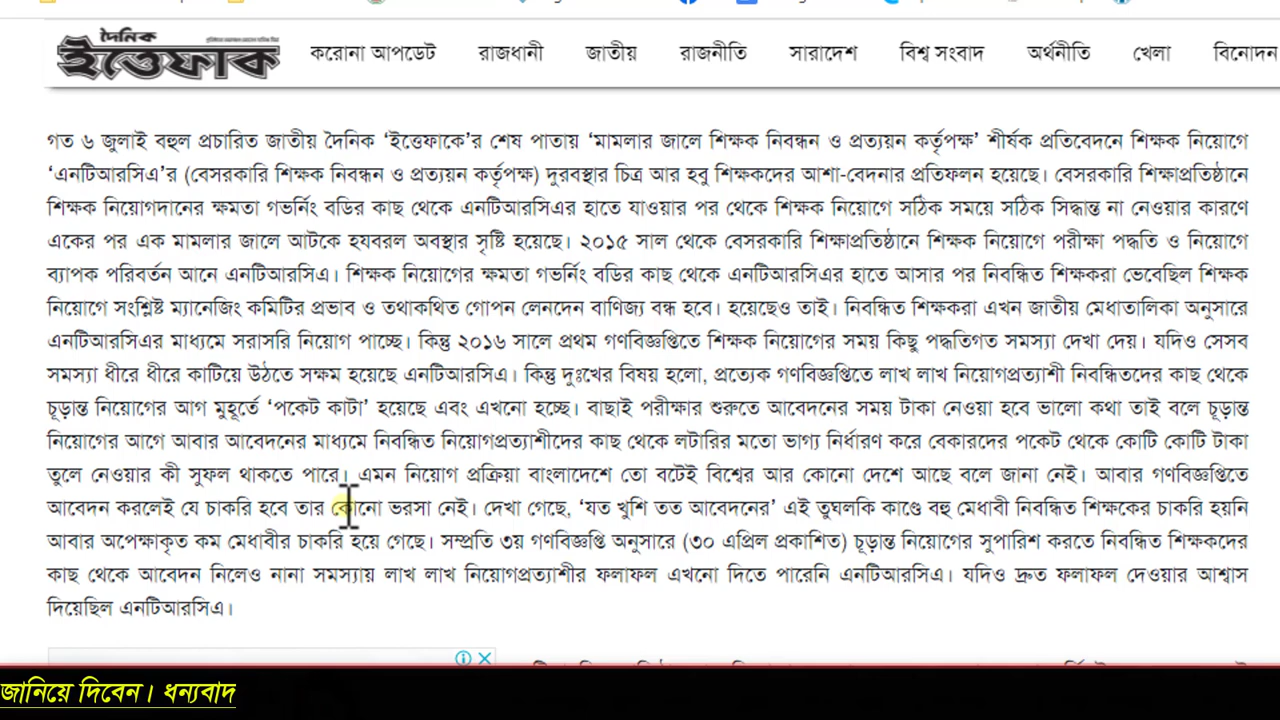 দৈনিক
ইত্তেফাক
করোনা আপডেট রাজধানী জাতীয় রাজনীতি সারাদেশ বিশ্ব সংবাদ অর্থনীতি খেলা বিনোদন
গত ৬ জুলাই বহুল প্রচারিত জাতীয় দৈনিক ‘ইত্তেফাকে’র শেষ পাতায় ‘মামলার জালে শিক্ষক নিবন্ধন ও প্রত্যয়ন কর্তৃপক্ষ’ শীর্ষক প্রতিবেদনে শিক্ষক নিয়োগে
‘এনটিআরসিএ’র (বেসরকারি শিক্ষক নিবন্ধন ও প্রত্যয়ন কর্তৃপক্ষ) দুরবস্থার চিত্র আর হবু শিক্ষকদের আশা-বেদনার প্রতিফলন হয়েছে। বেসরকারি শিক্ষাপ্রতিষ্ঠানে
শিক্ষক নিয়োগদানের ক্ষমতা গভর্নিং বডির কাছ থেকে এনটিআরসিএর হাতে যাওয়ার পর থেকে শিক্ষক নিয়োগে সঠিক সময়ে সঠিক সিদ্ধান্ত না নেওয়ার কারণে
একের পর এক মামলার জালে আটকে হযবরল অবস্থার সৃষ্টি হয়েছে। ২০১৫ সাল থেকে বেসরকারি শিক্ষাপ্রতিষ্ঠানে শিক্ষক নিয়োগে পরীক্ষা পদ্ধতি ও নিয়োগে
ব্যাপক পরিবর্তন আনে এনটিআরসিএ। শিক্ষক নিয়োগের ক্ষমতা গভর্নিং বডির কাছ থেকে এনটিআরসিএর হাতে আসার পর নিবন্ধিত শিক্ষকরা ভেবেছিল শিক্ষক
নিয়োগে সংশ্লিষ্ট ম্যানেজিং কমিটির প্রভাব ও তথাকথিত গোপন লেনদেন বাণিজ্য বন্ধ হবে। হয়েছেও তাই। নিবন্ধিত শিক্ষকরা এখন জাতীয় মেধাতালিকা অনুসারে
এনটিআরসিএর মাধ্যমে সরাসরি নিয়োগ পাচ্ছে। কিন্তু ২০১৬ সালে প্রথম গণবিজ্ঞপ্তিতে শিক্ষক নিয়োগের সময় কিছু পদ্ধতিগত সমস্যা দেখা দেয়। যদিও সেসব
সমস্যা ধীরে ধীরে কাটিয়ে উঠতে সক্ষম হয়েছে এনটিআরসিএ। কিন্তু দুঃখের বিষয় হলো, প্রত্যেক গণবিজ্ঞপ্তিতে লাখ লাখ নিয়োগপ্রত্যাশী নিবন্ধিতদের কাছ থেকে
চূড়ান্ত নিয়োগের আগ মুহূর্তে ‘পকেট কাটা’ হয়েছে এবং এখনো হচ্ছে। বাছাই পরীক্ষার শুরুতে আবেদনের সময় টাকা নেওয়া হবে ভালো কথা তাই বলে চূড়ান্ত
নিয়োগের আগে আবার আবেদনের মাধ্যমে নিবন্ধিত নিয়োগপ্রত্যাশীদের কাছ থেকে লটারির মতো ভাগ্য নির্ধারণ করে বেকারদের পকেট থেকে কোটি কোটি টাকা
তুলে নেওয়ার কী সুফল থাকতে পারে। এমন নিয়োগ প্রক্রিয়া বাংলাদেশে তো বটেই বিশ্বের আর কোনো দেশে আছে বলে জানা নেই। আবার গণবিজ্ঞপ্তিতে
আবেদন করলেই যে চাকরি হবে তার কোনো ভরসা নেই। দেখা গেছে, ‘যত খুশি তত আবেদনের’ এই তুঘলকি কাণ্ডে বহু মেধাবী নিবন্ধিত শিক্ষকের চাকরি হয়নি
আবার অপেক্ষাকৃত কম মেধাবীর চাকরি হয়ে গেছে। সম্প্রতি ৩য় গণবিজ্ঞপ্তি অনুসারে (৩০ এপ্রিল প্রকাশিত) চূড়ান্ত নিয়োগের সুপারিশ করতে নিবন্ধিত শিক্ষকদের
কাছ থেকে আবেদন নিলেও নানা সমস্যায় লাখ লাখ নিয়োগপ্রত্যাশীর ফলাফল এখনো দিতে পারেনি এনটিআরসিএ। যদিও দ্রুত ফলাফল দেওয়ার আশ্বাস
দিয়েছিল এনটিআরসিএ।
জানিয়ে দিবেন। ধন্যবাদ